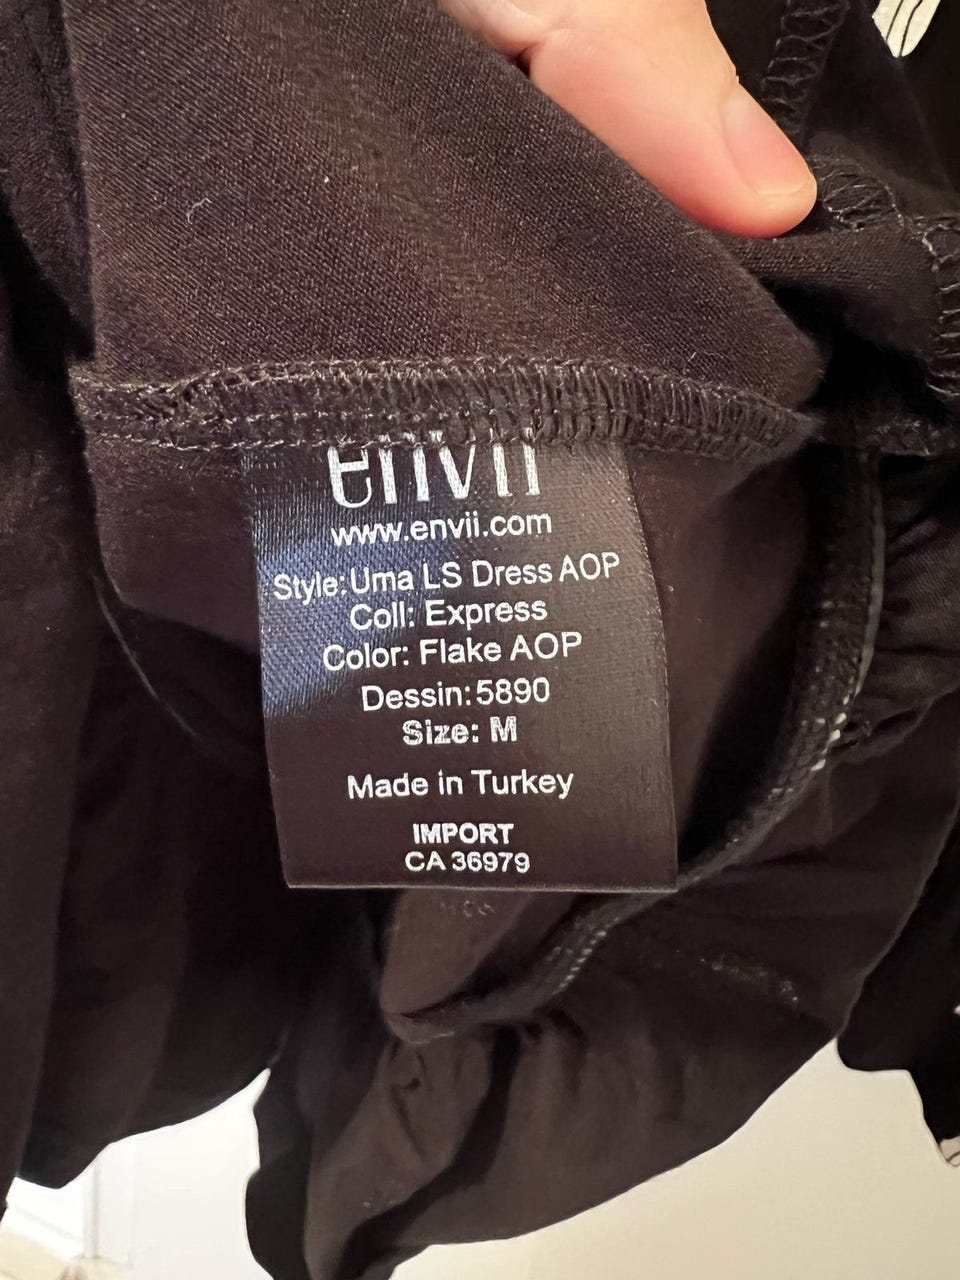 envii
www.envii.com
Style:Uma LS Dress AOP
Coll: Express
Color: Flake AOP
Dessin:5890
Size: M
Made in Turkey
IMPORT
CA 36979